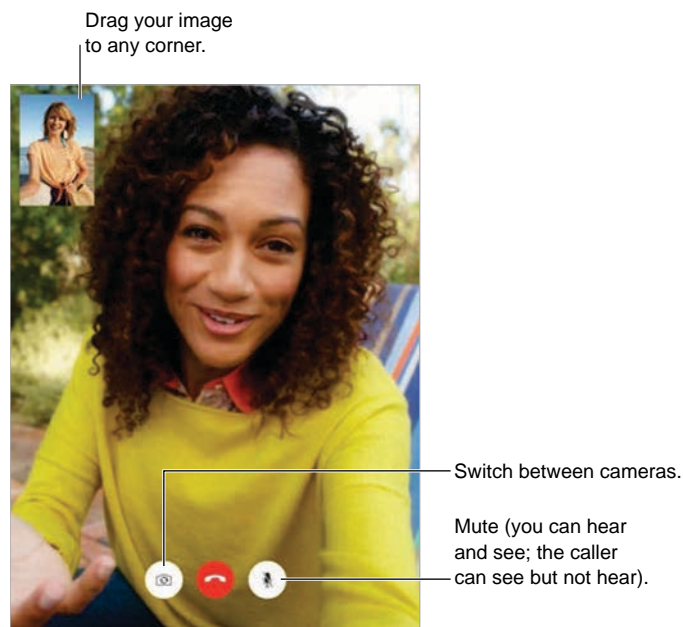 Drag your image
to any corner.
Switch between cameras.
Mute (you can hear
and see; the caller
can see but not hear).